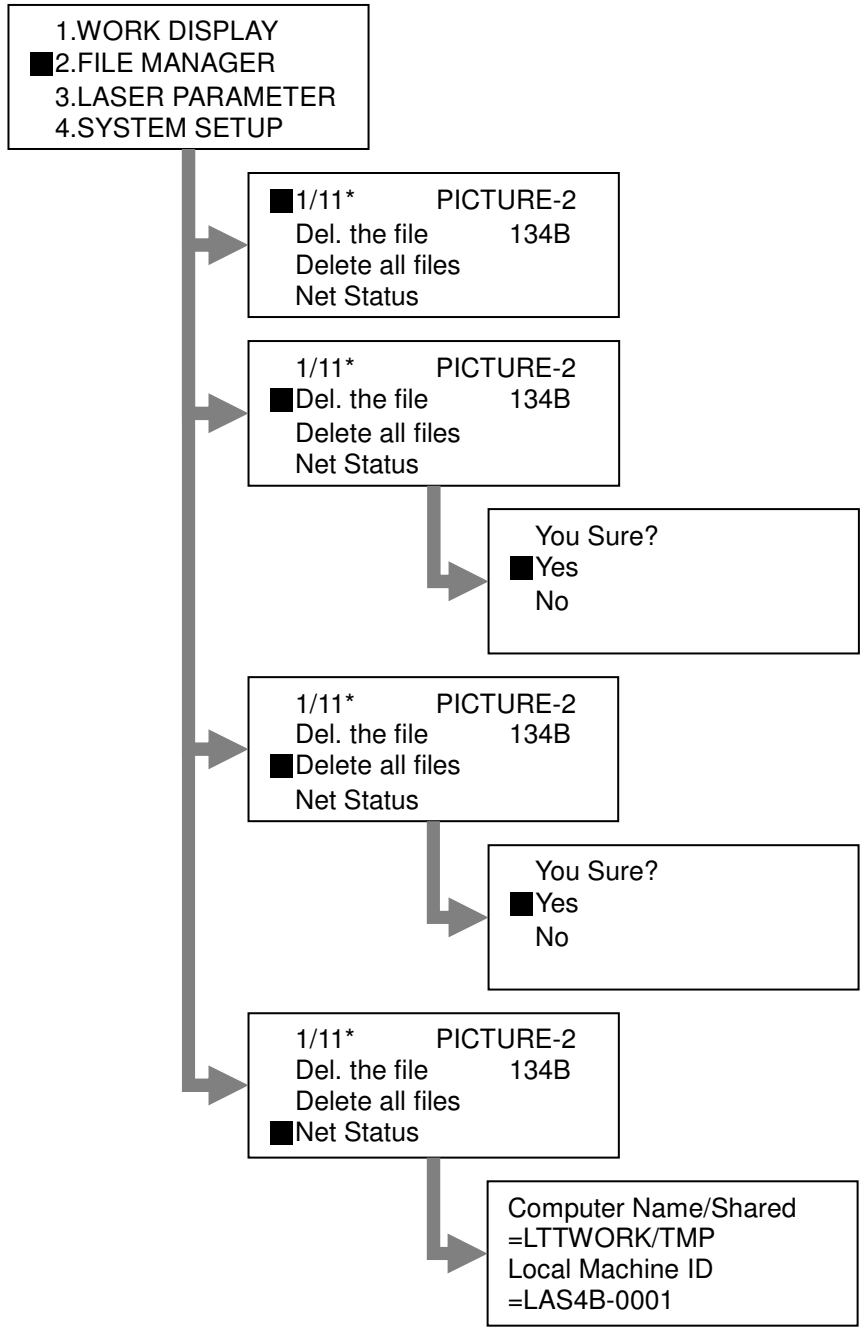 1.WORK DISPLAY
2.FILE MANAGER
3.LASER PARAMETER
4.SYSTEM SETUP
1/11* PICTURE-2
Del. the file 134B
Delete all files
Net Status
1/11* PICTURE-2
Del. the file 134B
Delete all files
Net Status
You Sure?
Yes
No
1/11* PICTURE-2
Del. the file 134B
Delete all files
Net Status
You Sure?
Yes
No
1/11* PICTURE-2
Del. the file 134B
Delete all files
Net Status
Computer Name/Shared
=LTTWORK/TMP
Local Machine ID
=LAS4B-0001